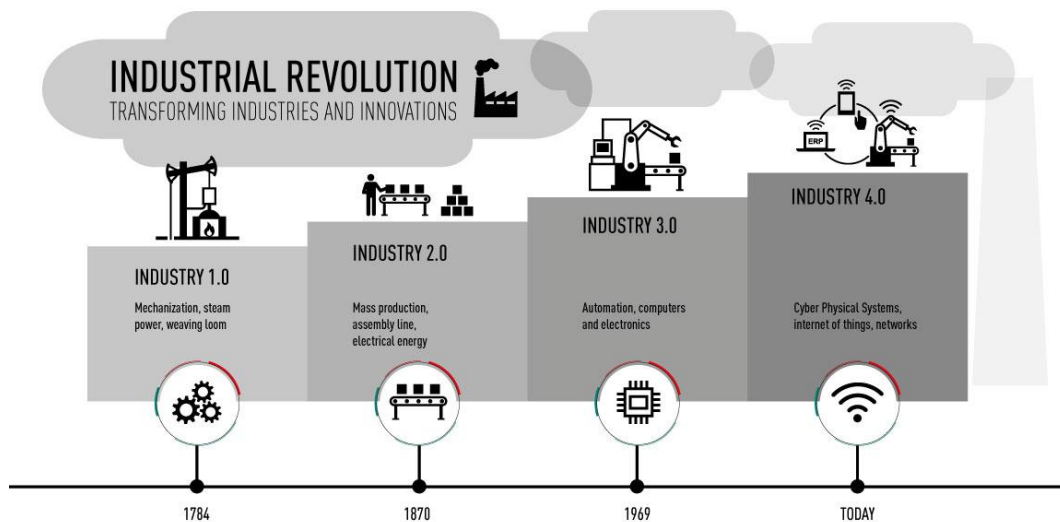 INDUSTRIAL REVOLUTION
TRANSFORMING INDUSTRIES AND INNOVATIONS
INDUSTRY 1.0
Mechanization, steam
power, weaving loom
1784
INDUSTRY 2.0
Mass production,
assembly line,
electrical energy
1870
INDUSTRY 3.0
Automation, computers
and electronics
1969
ERP
INDUSTRY 4.0
Cyber Physical Systems,
internet of things, networks
TODAY